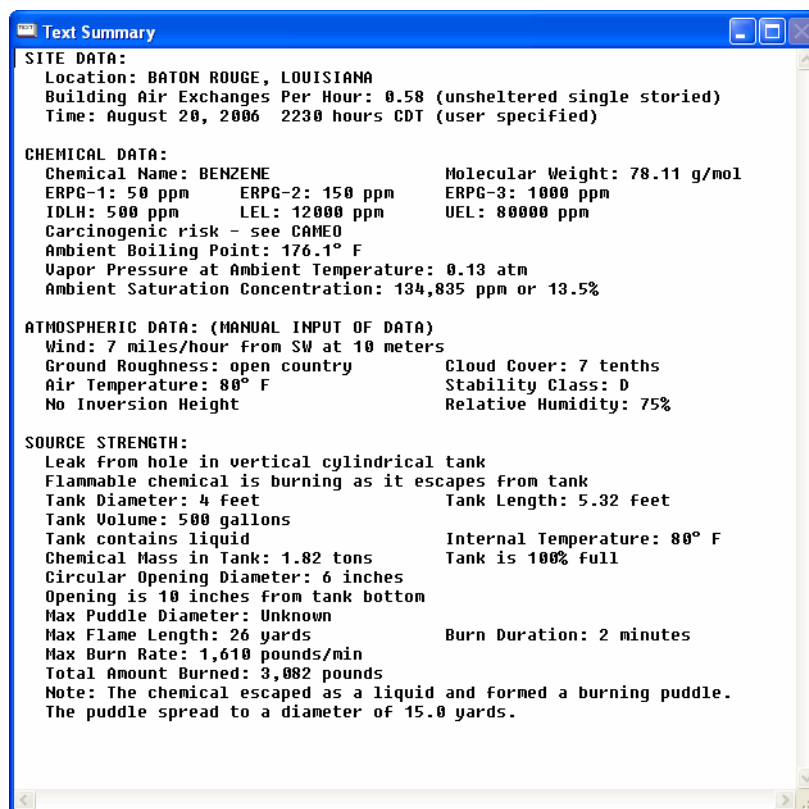 Text Summary
SITE DATA:
Location: BATON ROUGE, LOUISIANA
Building Air Exchanges Per Hour: 0.58 (unsheltered single storied)
Time: August 20, 2006  2230 hours CDT (user specified)
CHEMICAL DATA:
Chemical Name: BENZENE Molecular Weight: 78.11 g/mol
ERPG-1: 50 ppm ERPG-2: 150 ppm ERPG-3: 1000 ppm
IDLH: 500 ppm LEL: 12000 ppm UEL: 80000 ppm
Carcinogenic risk - see CAMEO
Ambient Boiling Point: 176.1° F
Vapor Pressure at Ambient Temperature: 0.13 atm
Ambient Saturation Concentration: 134,835 ppm or 13.5%
ATMOSPHERIC DATA: (MANUAL INPUT OF DATA)
Wind: 7 miles/hour from SW at 10 meters
Ground Roughness: open country Cloud Cover: 7 tenths
Air Temperature: 80° F Stability Class: D
No Inversion Height Relative Humidity: 75%
SOURCE STRENGTH:
Leak from hole in vertical cylindrical tank
Flammable chemical is burning as it escapes from tank
Tank Diameter: 4 feet Tank Length: 5.32 feet
Tank Volume: 500 gallons
Tank contains liquid Internal Temperature: 80° F
Chemical Mass in Tank: 1.82 tons Tank is 100% full
Circular Opening Diameter: 6 inches
Opening is 10 inches from tank bottom
Max Puddle Diameter: Unknown
Max Flame Length: 26 yards Burn Duration: 2 minutes
Max Burn Rate: 1,610 pounds/min
Total Amount Burned: 3,082 pounds
Note: The chemical escaped as a liquid and formed a burning puddle.
The puddle spread to a diameter of 15.0 yards.